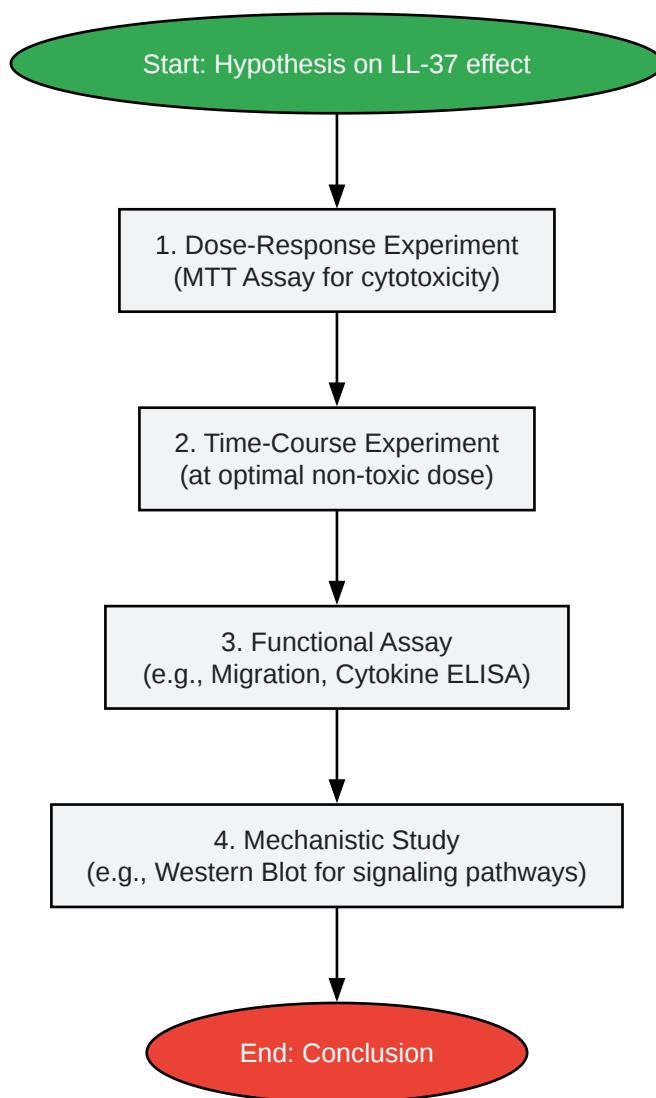 Start: Hypothesis on LL-37 effect
1. Dose-Response Experiment
(MTT Assay for cytotoxicity)
2. Time-Course Experiment
(at optimal non-toxic dose)
3. Functional Assay
(e.g., Migration, Cytokine ELISA)
4. Mechanistic Study
(e.g., Western Blot for signaling pathways)
End: Conclusion